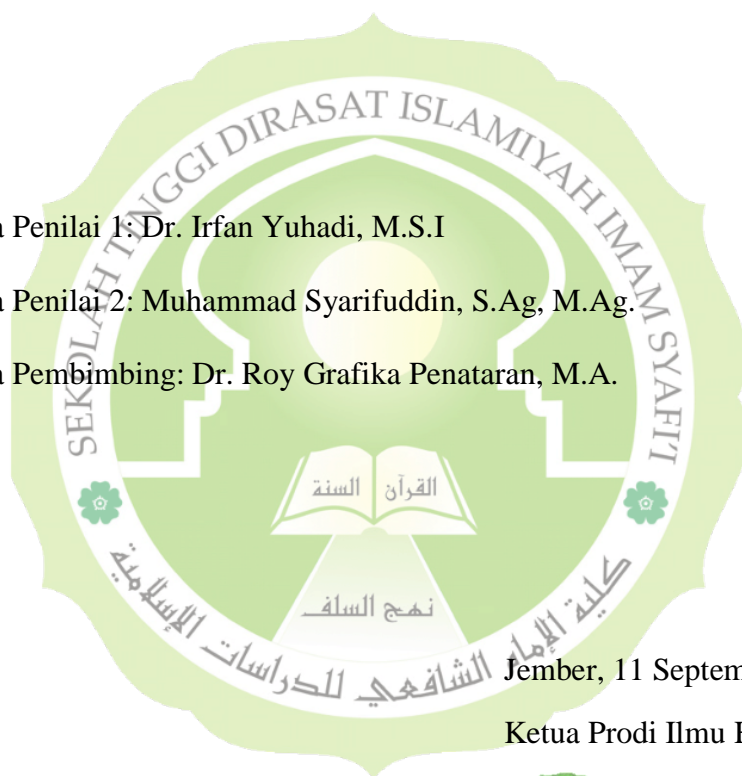 SEKOLAH TINGGI DIRASAT ISLAMIYAH IMAM SYAFI'I
a Penilai 1: Dr. Irfan Yuhadi, M.S.I
a Penilai 2: Muhammad Syarifuddin, S.Ag, M.Ag.
a Pembimbing: Dr. Roy Grafika Penataran, M.A.
القرآن السنة
نهج السلف
كلية الإمام الشافعي للدراسات الإسلامية
Jember, 11 Septem
Ketua Prodi Ilmu